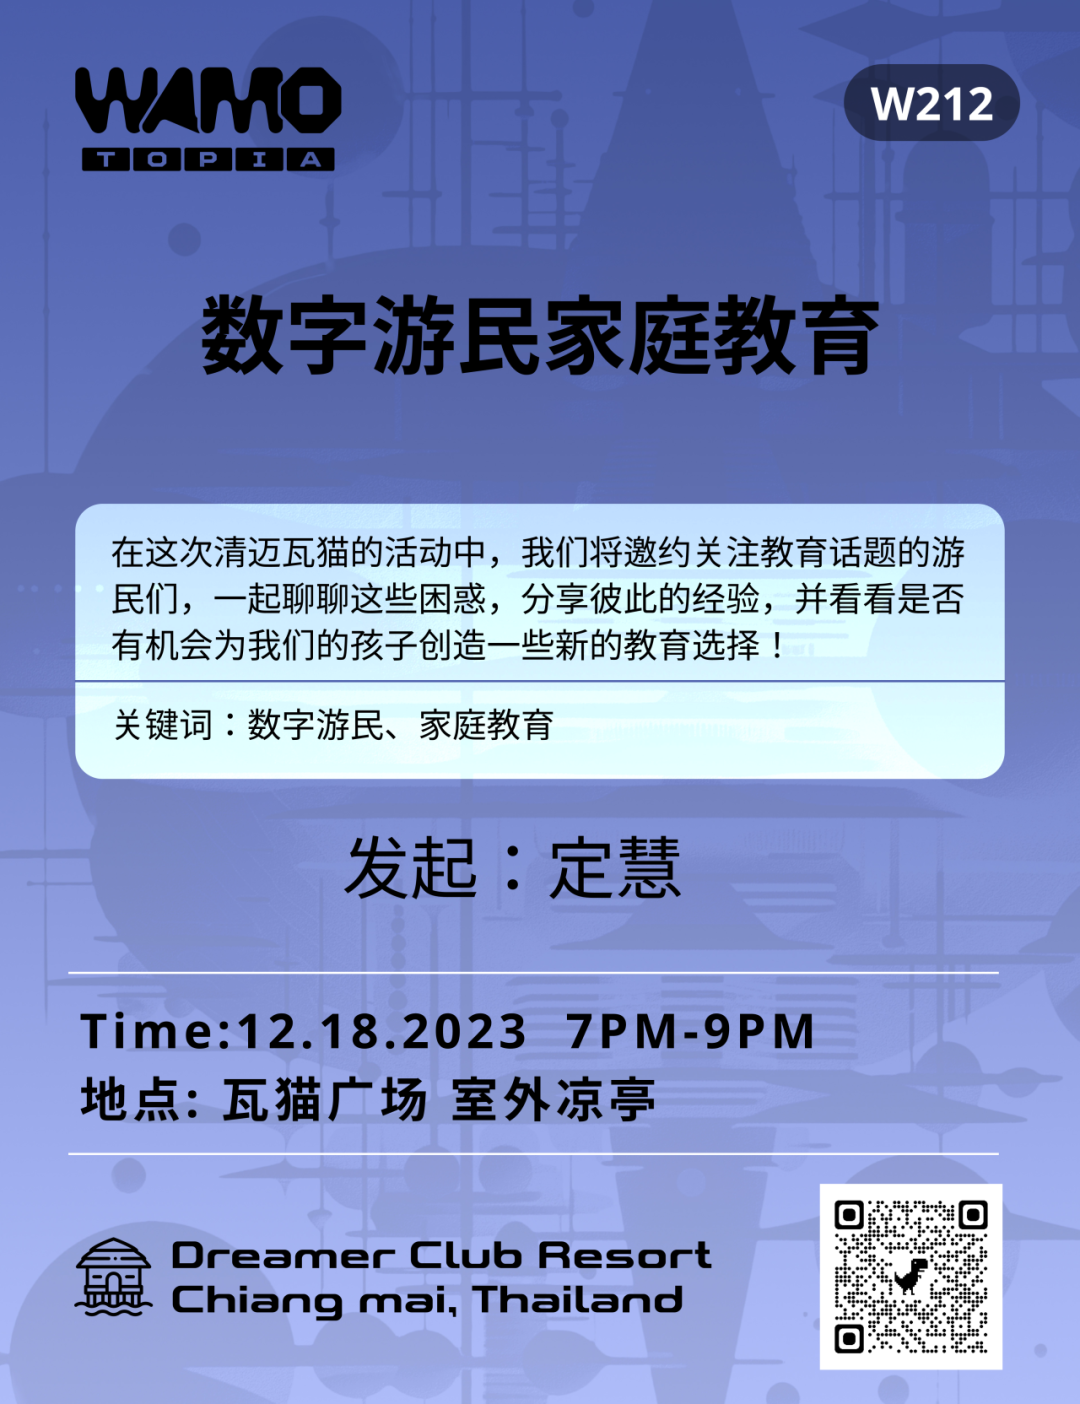 WAMO
TOPIA
W212
数字游民家庭教育
在这次清迈瓦猫的活动中，我们将邀约关注教育话题的游
民们，一起聊聊这些困惑，分享彼此的经验，并看看是否
有机会为我们的孩子创造一些新的教育选择！
关键词：数字游民、家庭教育
发起：定慧
Time:12.18.2023 7PM-9PM
地点: 瓦猫广场 室外凉亭
Dreamer Club Resort
Chiang mai, Thailand